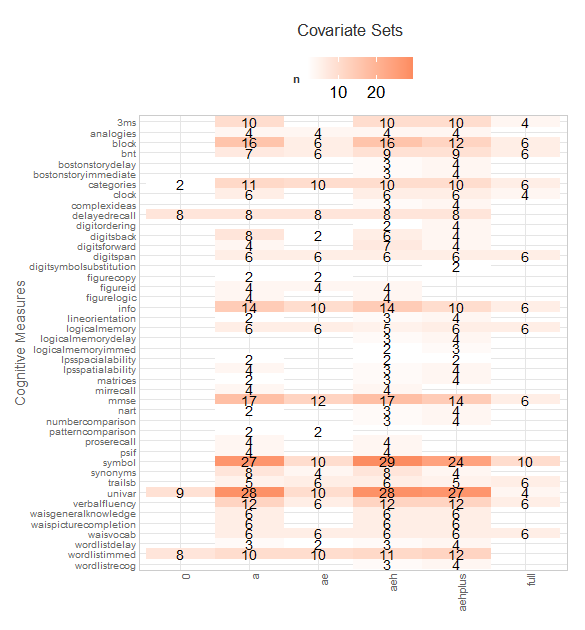 Covariate Sets
n
10 20
Cognitive Measures
3ms 10 10 10 4
analogies 4 4 4 4
block 16 6 16 12 6
bnt 7 6 9 9 6
bostonstorydelay 3 4
bostonstoryimmediate 3 4
categories 2 11 10 10 10 6
clock 6 6 6 4
complexideas 3 4
delayedrecall 8 8 8 8 8
digitordering 2 4
digitsback 8 2 6 4
digitsforward 4 7 4
digitspan 6 6 6 6 6
digitsymbolsubstitution 2
figurecopy 2 2
figureid 4 4 4
figurelogic 4 4
info 14 10 14 10 6
lineorientation 2 3 4
logicalmemory 6 6 5 6 6
logicalmemorydelay 3 4
logicalmemoryimmed 2 3
lpsspacialability 2 2 2
lpsspatialability 4 3 4
matrices 2 3 4
mirrecall 4 4
mmse 17 12 17 14 6
nart 2 3 4
numbercomparison 3 4
patterncomparison 2 2
proserecall 4 4
psif 4 4
symbol 27 10 29 24 10
synonyms 8 4 8 4
trailsb 5 6 6 5 6
univar 9 28 10 28 27 4
verbalfluency 12 6 12 12 6
waisgeneralknowledge 6 6 6
waispicturecompletion 6 6 6
waisvocab 6 6 6 6 6
wordlistdelay 3 2 3 4
wordlistimmed 8 10 10 11 12
wordlistrecog 3 4
0 a ae aeh aehplus full